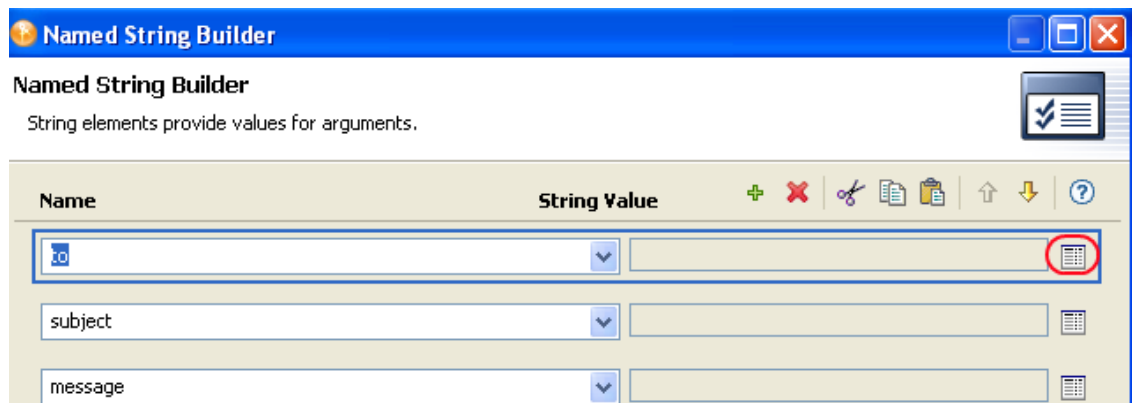 Named String Builder
Named String Builder
String elements provide values for arguments.
Name String Value
to
subject
message